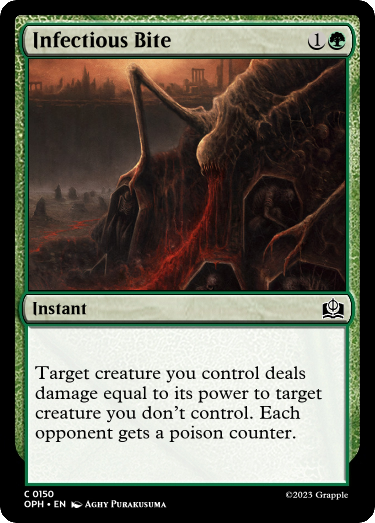 Infectious Bite 1
Instant
Target creature you control deals
damage equal to its power to target
creature you don't control. Each
opponent gets a poison counter.
C 0150
OPH • EN AGHY PURAKUSUMA
©2023 Grapple